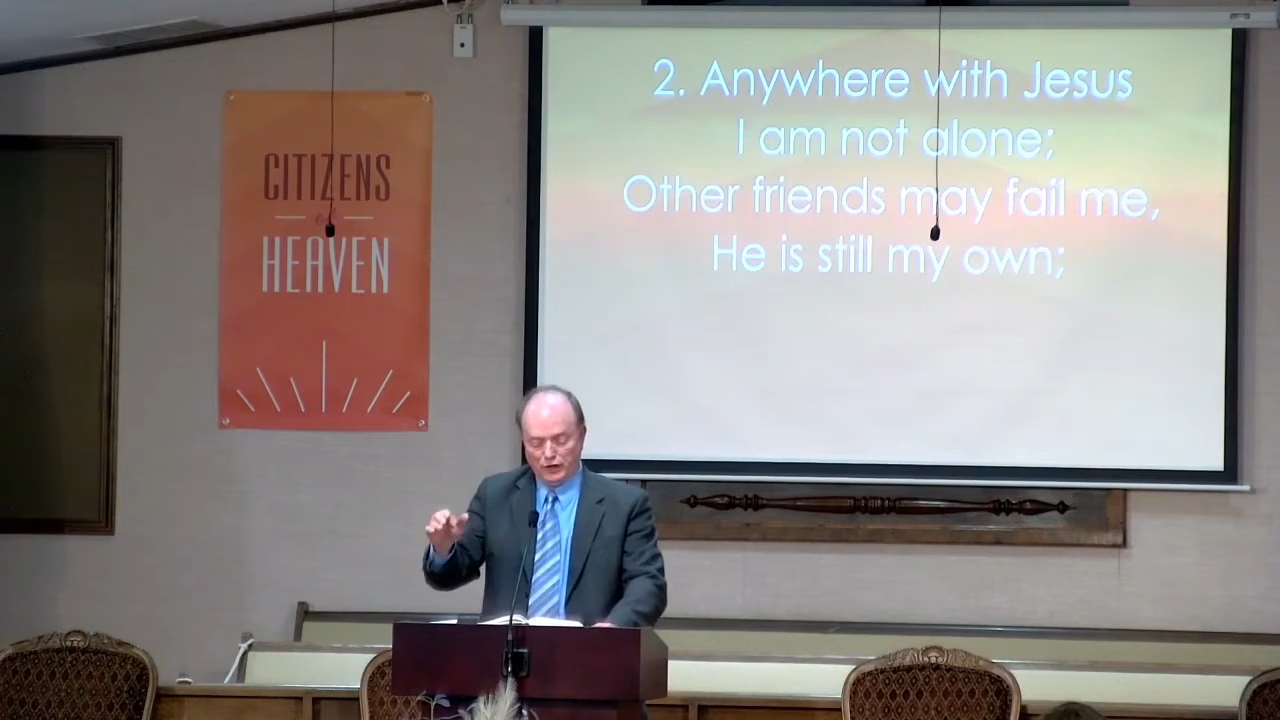 CITIZENS
of
HEAVEN
2. Anywhere with Jesus
I am not alone;
Other friends may fail me,
He is still my own;